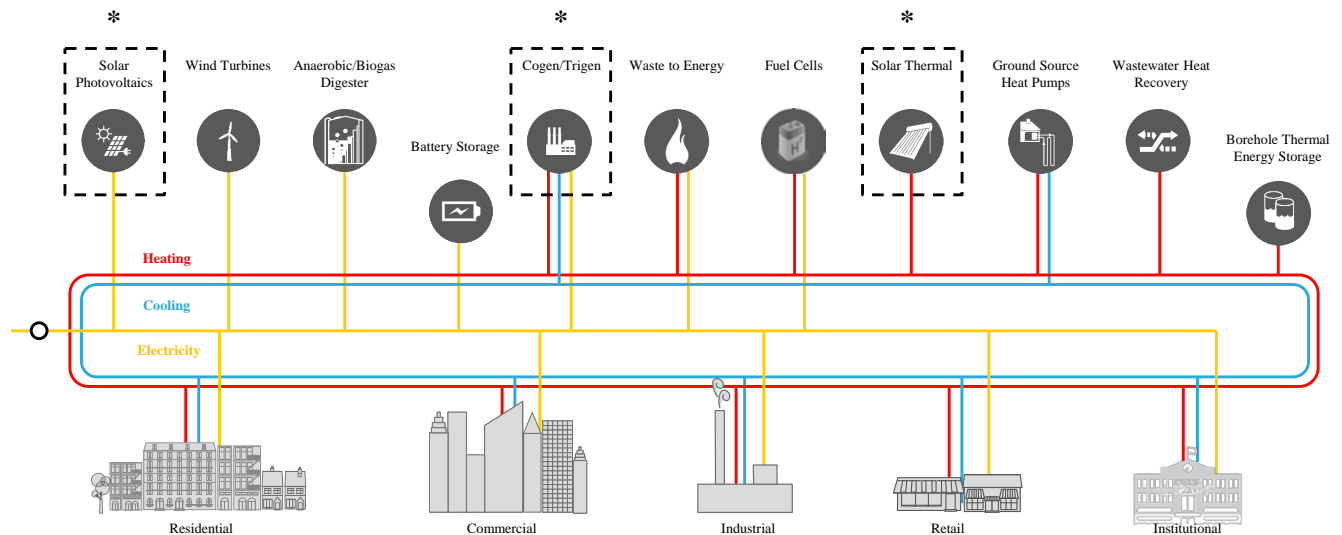 *
*
*
Solar
Photovoltaics
Wind Turbines
Anaerobic/Biogas
Digester
Battery Storage
Cogen/Trigen
Waste to Energy
Fuel Cells
Solar Thermal
Ground Source
Heat Pumps
Wastewater Heat
Recovery
Borehole Thermal
Energy Storage
Heating
Cooling
Electricity
Residential
Commercial
Industrial
Retail
Institutional